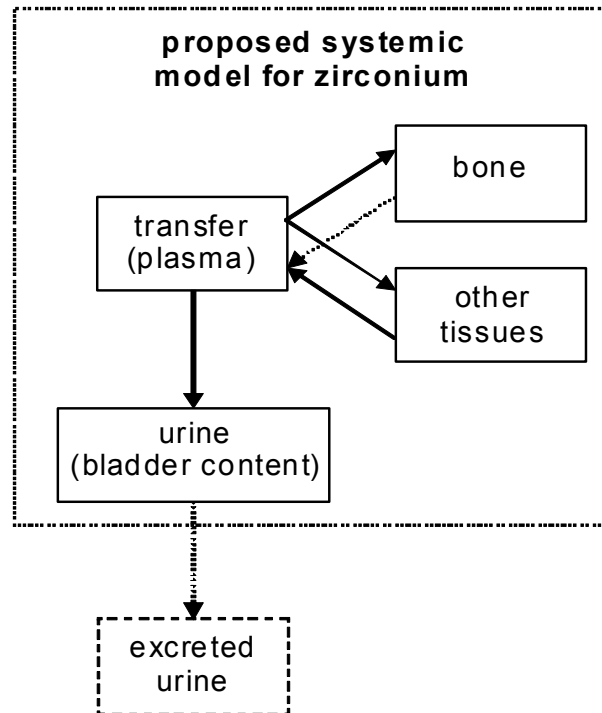 proposed systemic
model for zirconium
bone
transfer
(plasma)
other
tissues
urine
(bladder content)
excreted
urine